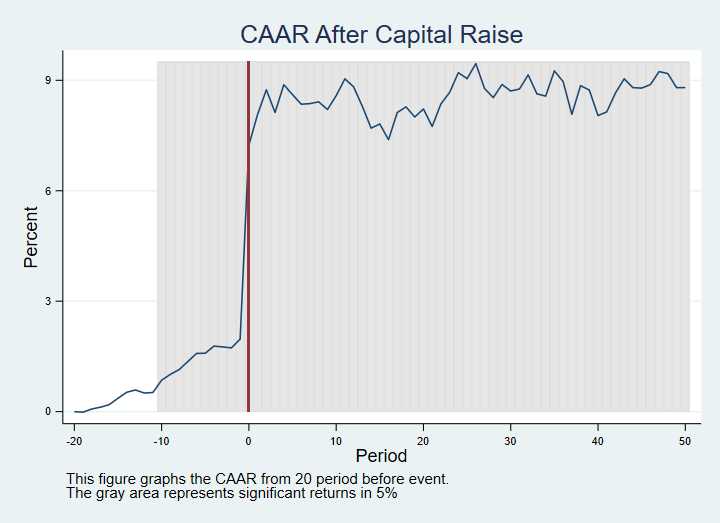 CAAR After Capital Raise
Percent
9
6
3
0
-20
-10
0
10
20
30
40
50
Period
This figure graphs the CAAR from 20 period before event.
The gray area represents significant returns in 5%